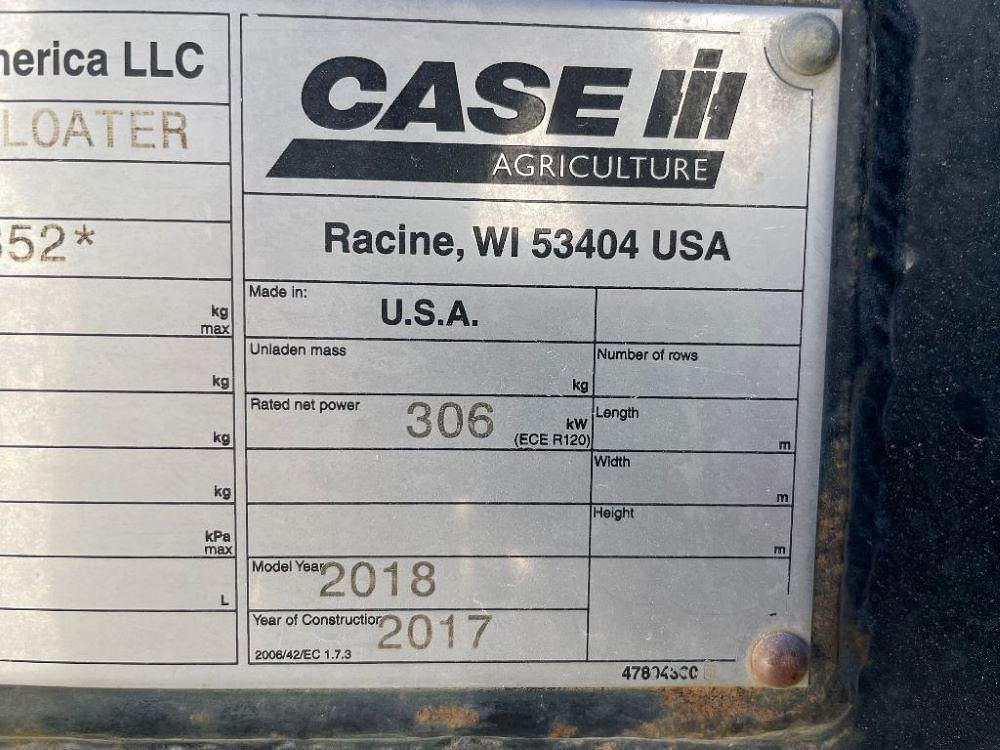 merica LLC
LOATER
52*
kg
max
kg
kg
kg
kPa
max
L
CASE IH
AGRICULTURE
Racine, WI 53404 USA
Made in:
U.S.A.
Unladen mass
kg
Number of rows
Rated net power
306
kW
(ECE R120)
Length
m
Width
m
Height
m
Model Year
2018
Year of Construction
2017
2006/42/EC 1.7.3